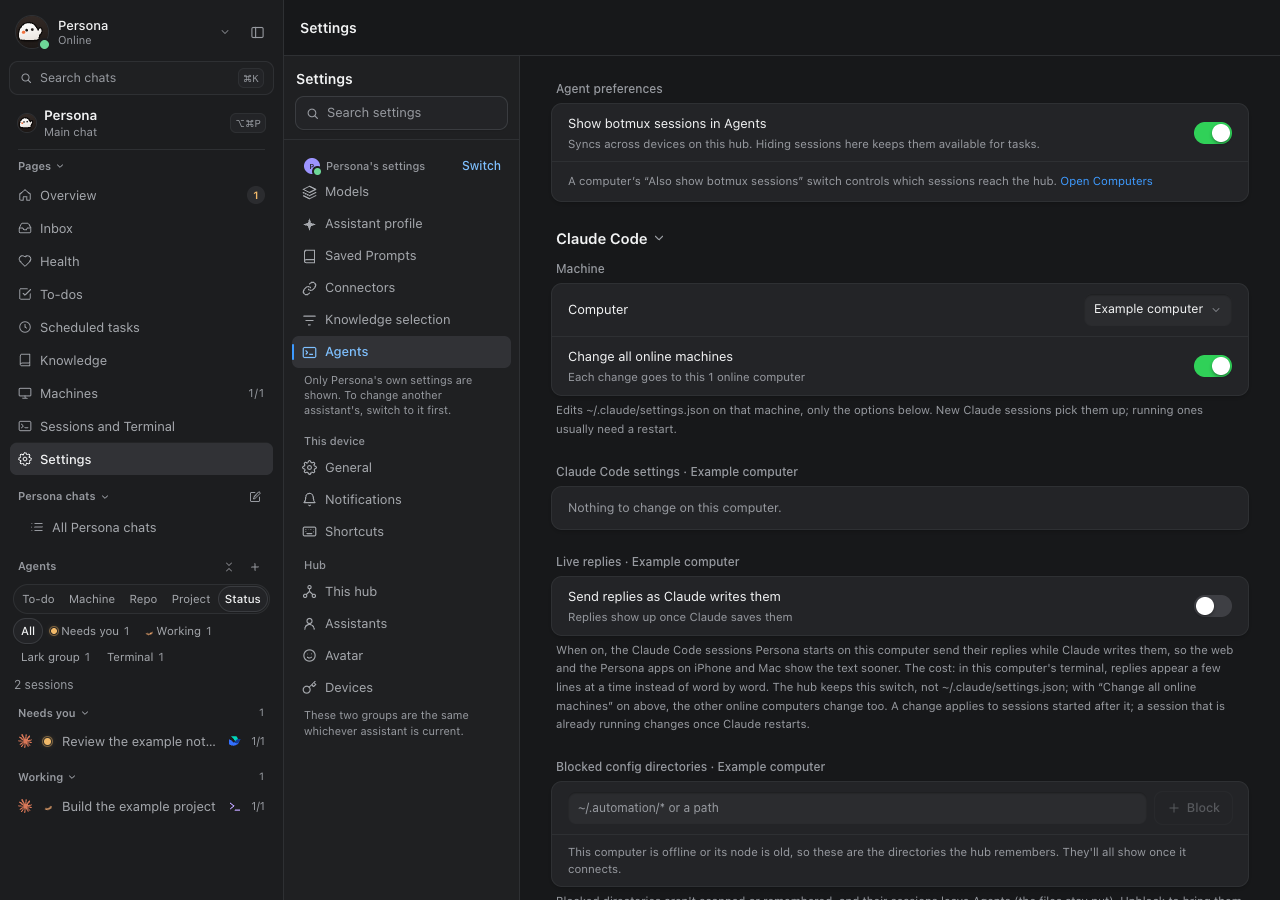 Persona
Online
Search chats
⌘K
Persona
Main chat
⌥⌘P
Pages
Overview
1
Inbox
Health
To-dos
Scheduled tasks
Knowledge
Machines
1/1
Sessions and Terminal
Settings
Persona chats
All Persona chats
Agents
To-do
Machine
Repo
Project
Status
All
Needs you 1
Working 1
Lark group 1
Terminal 1
2 sessions
Needs you
1
Review the example not...
1/1
Working
1
Build the example project
1/1
Settings
Settings
Search settings
P
Persona's settings
Switch
Models
Assistant profile
Saved Prompts
Connectors
Knowledge selection
Agents
Only Persona's own settings are
shown. To change another
assistant's, switch to it first.
This device
General
Notifications
Shortcuts
Hub
This hub
Assistants
Avatar
Devices
These two groups are the same
whichever assistant is current.
Agent preferences
Show botmux sessions in Agents
Syncs across devices on this hub. Hiding sessions here keeps them available for tasks.
A computer's “Also show botmux sessions” switch controls which sessions reach the hub. Open Computers
Claude Code
Machine
Computer
Example computer
Change all online machines
Each change goes to this 1 online computer
Edits ~/.claude/settings.json on that machine, only the options below. New Claude sessions pick them up; running ones
usually need a restart.
Claude Code settings · Example computer
Nothing to change on this computer.
Live replies · Example computer
Send replies as Claude writes them
Replies show up once Claude saves them
When on, the Claude Code sessions Persona starts on this computer send their replies while Claude writes them, so the web
and the Persona apps on iPhone and Mac show the text sooner. The cost: in this computer's terminal, replies appear a few
lines at a time instead of word by word. The hub keeps this switch, not ~/.claude/settings.json; with “Change all online
machines” on above, the other online computers change too. A change applies to sessions started after it; a session that is
already running changes once Claude restarts.
Blocked config directories · Example computer
~/.automation/* or a path
+ Block
This computer is offline or its node is old, so these are the directories the hub remembers. They'll all show once it
connects.